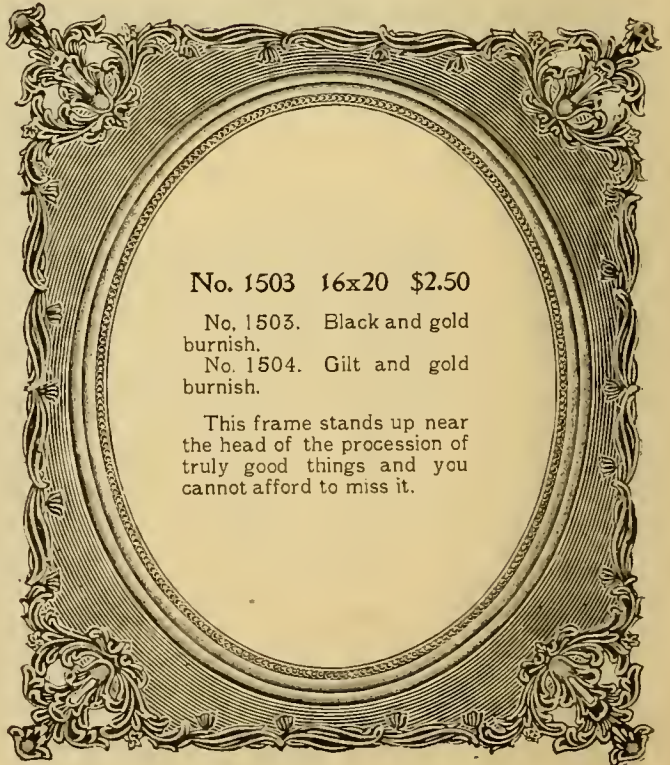 No. 1503 16x20 $2.50
No. 1503. Black and gold
burnish.
No. 1504. Gilt and gold
burnish.
This frame stands up near
the head of the procession of
truly good things and you
cannot afford to miss it.